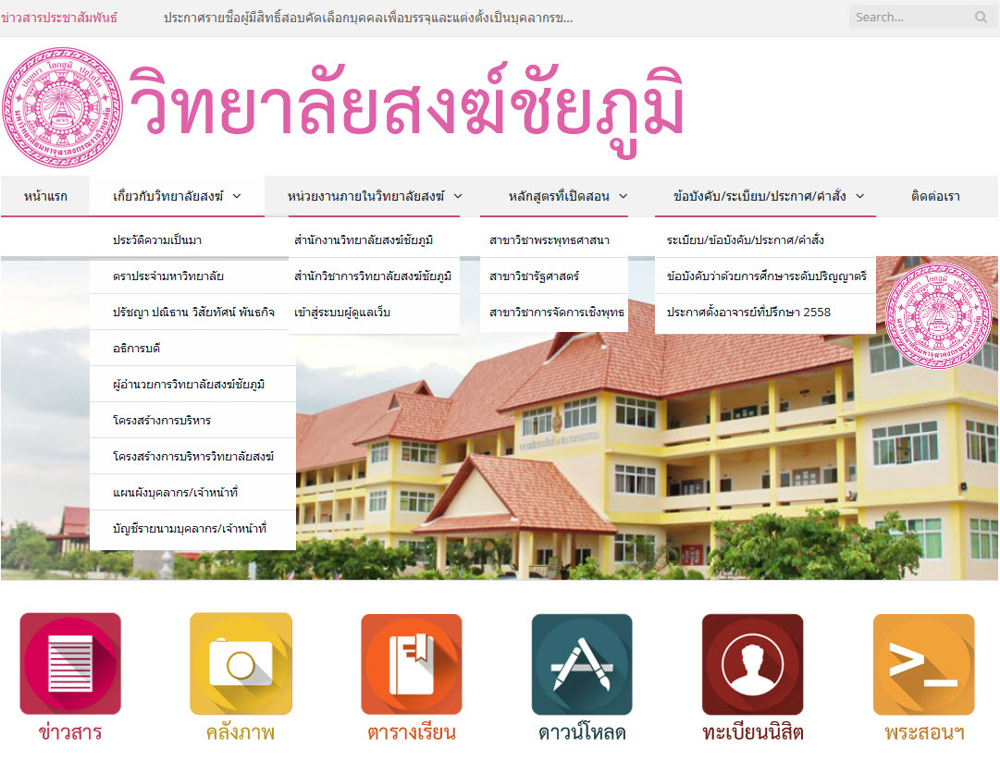 ข่าวสารประชาสัมพันธ์ ประกาศรายชื่อผู้มีสิทธิ์สอบคัดเลือกบุคคลเพื่อบรรจุและแต่งตั้งเป็นบุคลากรข... Search...
วิทยาลัยสงฆ์ชัยภูมิ
หน้าแรก เกี่ยวกับวิทยาลัยสงฆ์ หน่วยงานภายในวิทยาลัยสงฆ์ หลักสูตรที่เปิดสอน ข้อบังคับ/ระเบียบ/ประกาศ/คำสั่ง ติดต่อเรา
ประวัติความเป็นมา สำนักงานวิทยาลัยสงฆ์ชัยภูมิ สาขาวิชาพระพุทธศาสนา ระเบียบ/ข้อบังคับ/ประกาศ/คำสั่ง
ตราประจำมหาวิทยาลัย สำนักวิชาการวิทยาลัยสงฆ์ชัยภูมิ สาขาวิชารัฐศาสตร์ ข้อบังคับว่าด้วยการศึกษาระดับปริญญาตรี
ปรัชญา ปณิธาน วิสัยทัศน์ พันธกิจ เข้าสู่ระบบผู้ดูแลเว็บ สาขาวิชาการจัดการเชิงพุทธ ประกาศตั้งอาจารย์ที่ปรึกษา 2558
อธิการบดี
ผู้อำนวยการวิทยาลัยสงฆ์ชัยภูมิ
โครงสร้างการบริหาร
โครงสร้างการบริหารวิทยาลัยสงฆ์
แผนผังบุคลากร/เจ้าหน้าที่
บัญชีรายนามบุคลากร/เจ้าหน้าที่
ข่าวสาร คลังภาพ ตารางเรียน ดาวน์โหลด ทะเบียนนิสิต พระสอนฯ